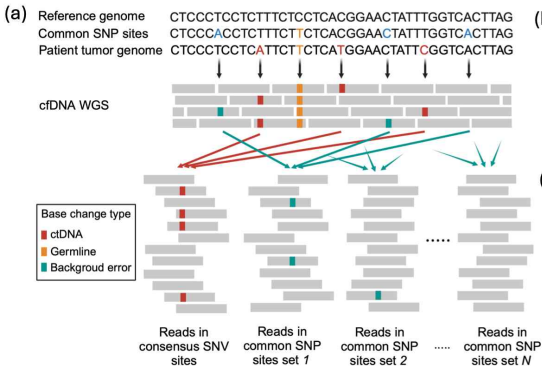 (a)
Reference genome CTCCCTCCTCTTTCTCCTCACGGAACTATTTGGTCACTTAG
Common SNP sites CTCCCACCTCTTTCTTCTCACGGAACCATTTGGTCACTTAG
Patient tumor genome CTCCCTCCTCATTCTTCTCATGGAACTATTCGGTCACTTAG
cfDNA WGS
Base change type
ctDNA
Germline
Backgroud error
.....
Reads in consensus SNV sites
Reads in common SNP sites set 1
Reads in common SNP sites set 2
.....
Reads in common SNP sites set N